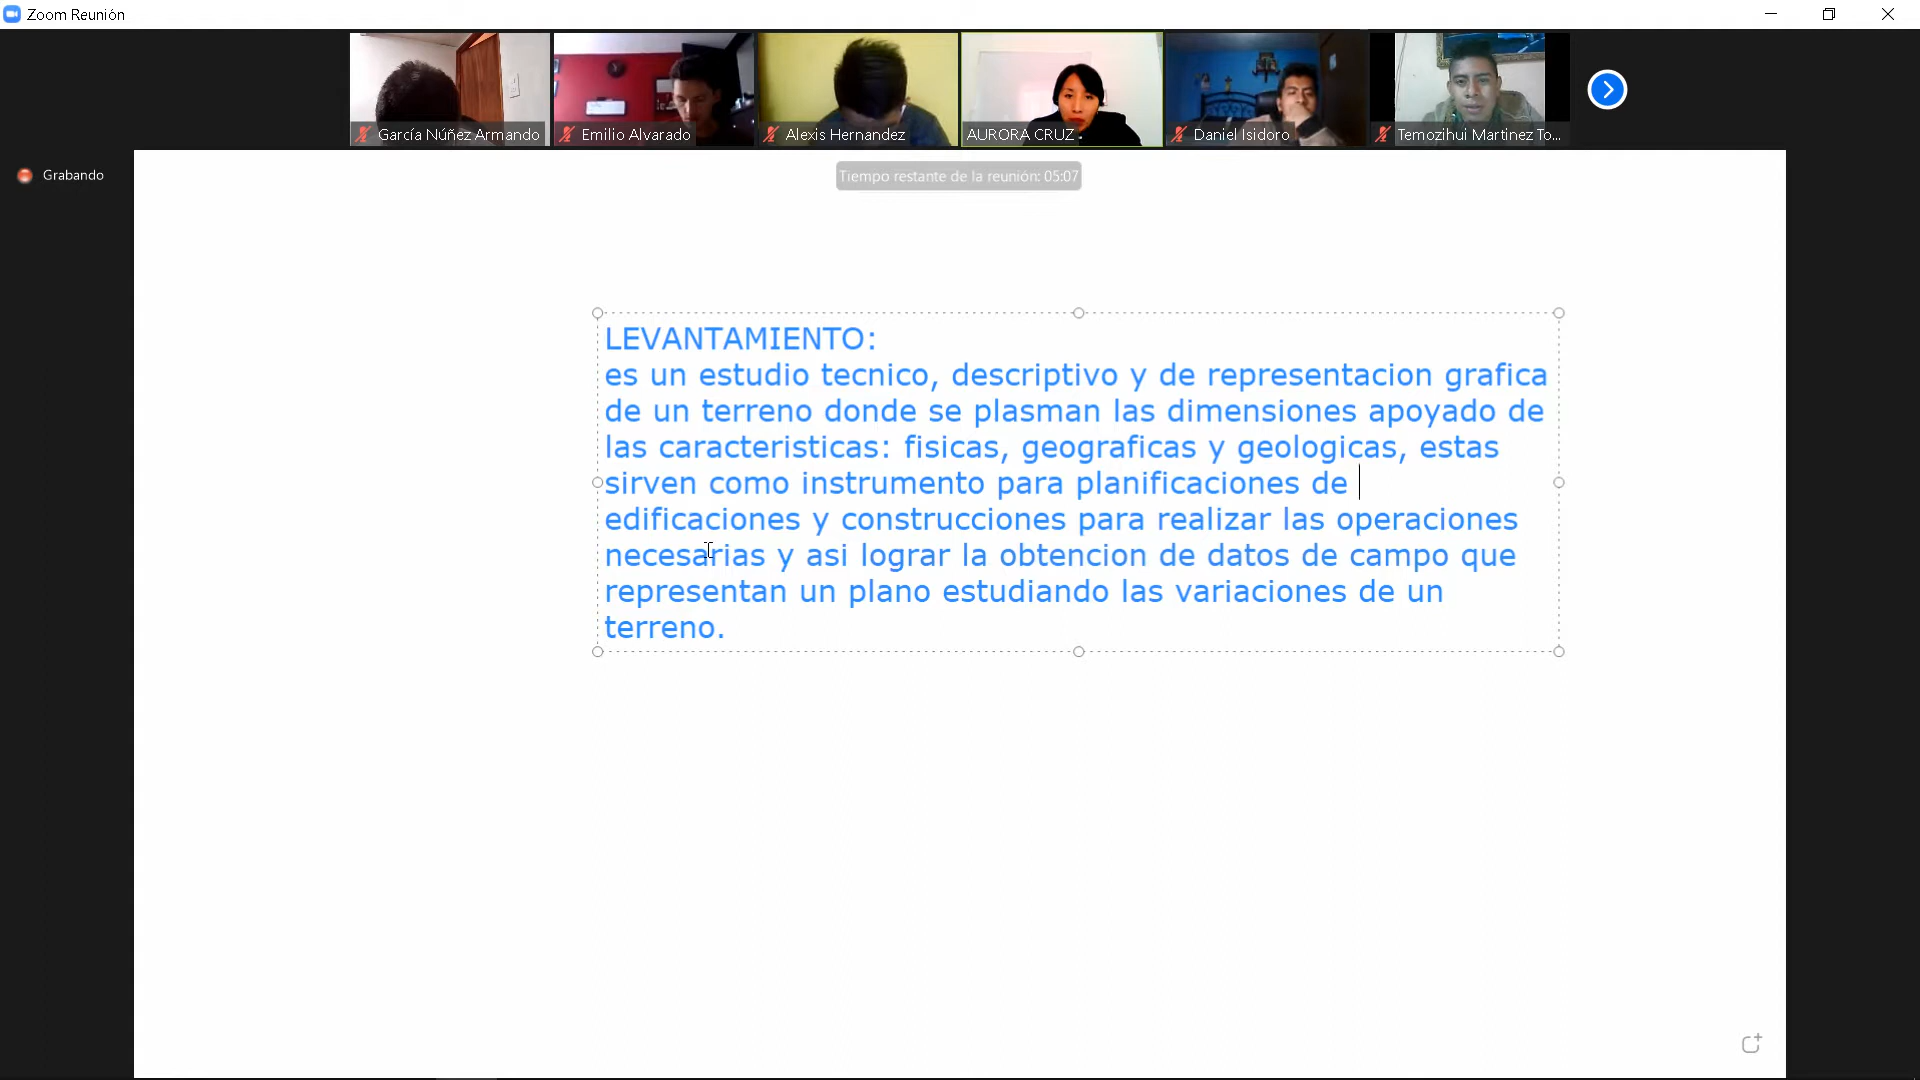 Zoom Reunión
García Núñez Armando
Emilio Alvarado
Alexis Hernandez
AURORA CRUZ
Daniel Isidoro
Temozihui Martinez To...
Grabando
Tiempo restante de la reunión: 05:07
LEVANTAMIENTO:
es un estudio tecnico, descriptivo y de representacion grafica
de un terreno donde se plasman las dimensiones apoyado de
las caracteristicas: fisicas, geograficas y geologicas, estas
sirven como instrumento para planificaciones de
edificaciones y construcciones para realizar las operaciones
necesarias y asi lograr la obtencion de datos de campo que
representan un plano estudiando las variaciones de un
terreno.